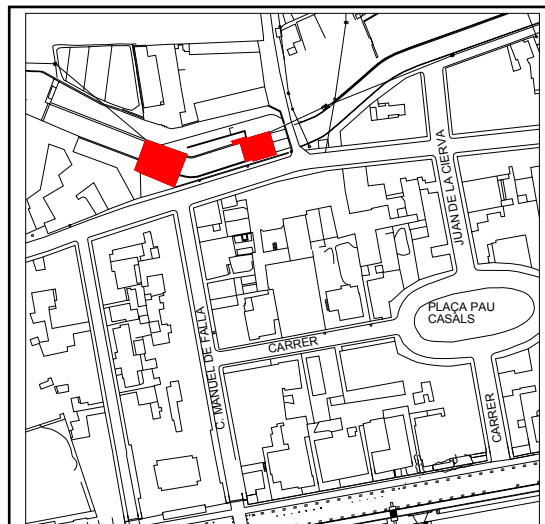 JUAN DE LA CIERVA
PLAÇA PAU
CASALS
C. MANUEL DE FALLA
CARRER
CARRER